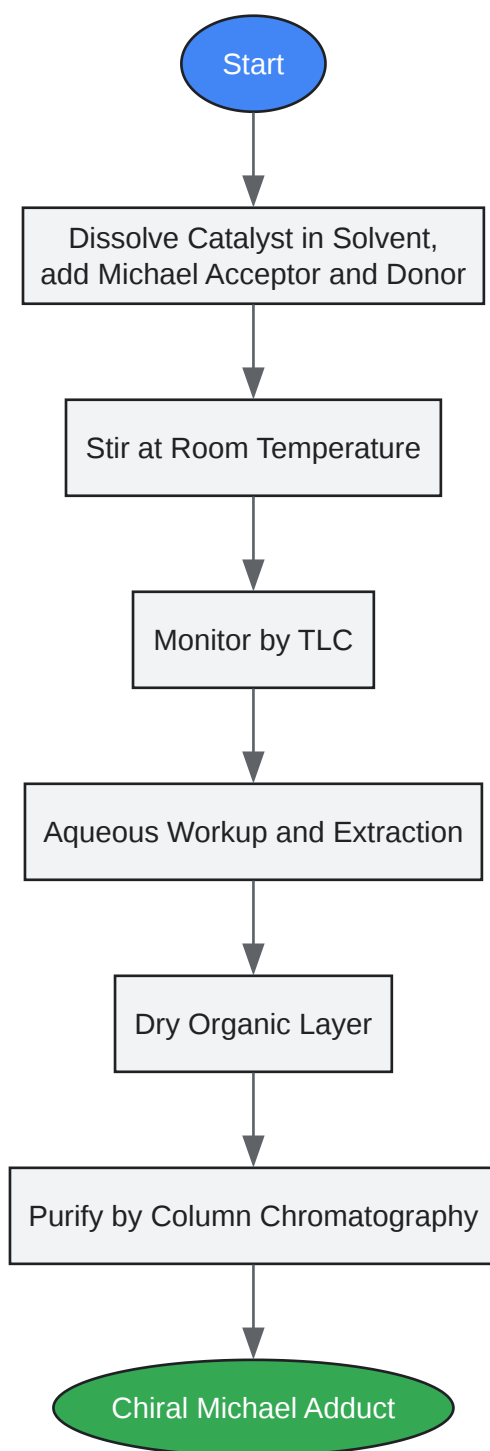 Start
Dissolve Catalyst in Solvent,
add Michael Acceptor and Donor
Stir at Room Temperature
Monitor by TLC
Aqueous Workup and Extraction
Dry Organic Layer
Purify by Column Chromatography
Chiral Michael Adduct